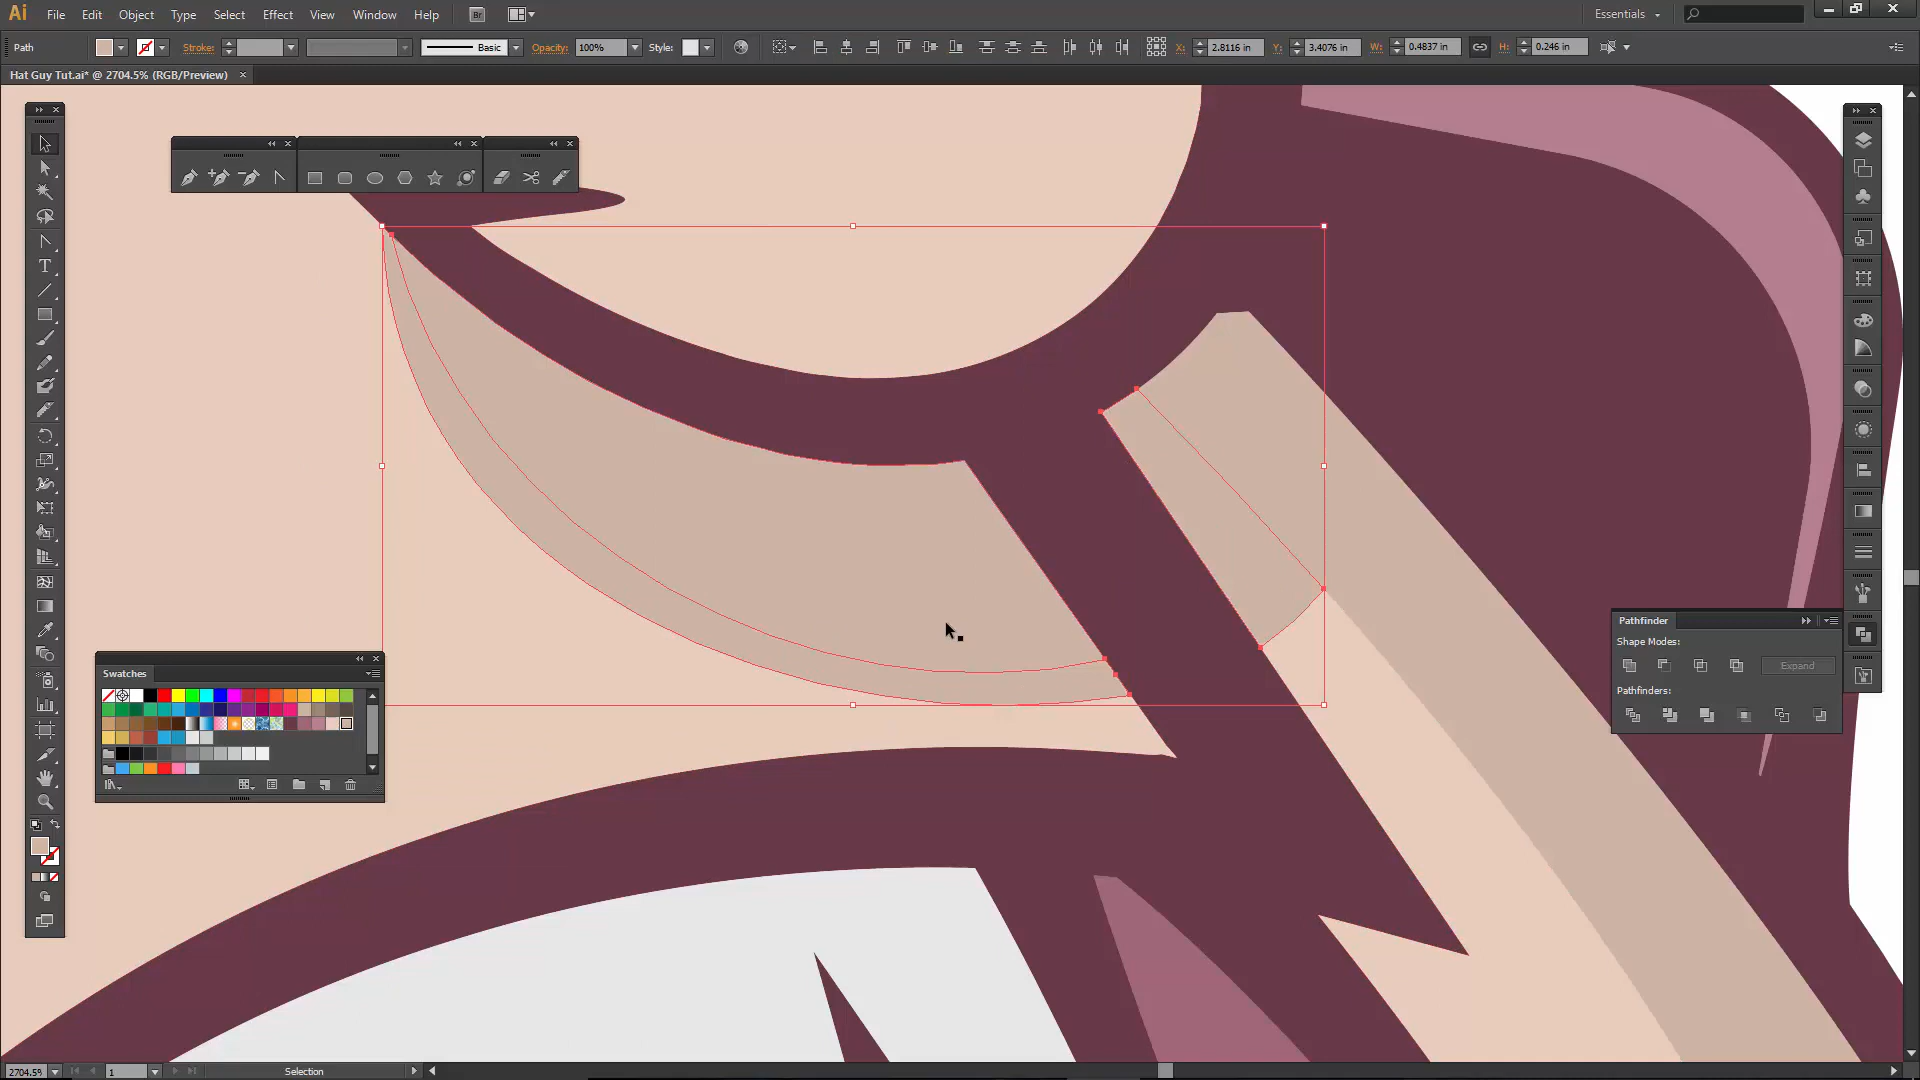 Ai File Edit Object Type Select Effect View Window Help Br Essentials
Path Stroke: Basic Opacity: 100% Style: X: 2.8116 in Y: 3.4076 in W: 0.4837 in H: 0.246 in
Hat Guy Tut.ai* @ 2704.5% (RGB/Preview)
T
Swatches
Pathfinder
Shape Modes:
Expand
Pathfinders:
2704.5% 1 Selection